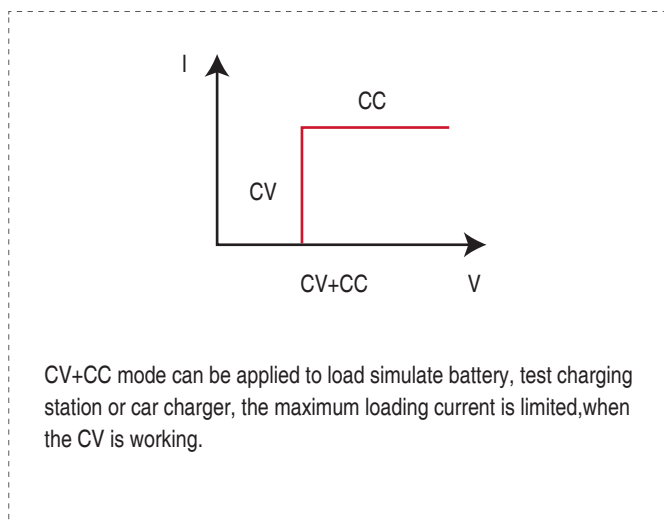 I
CC
CV
CV+CC
V
CV+CC mode can be applied to load simulate battery, test charging
station or car charger, the maximum loading current is limited,when
the CV is working.